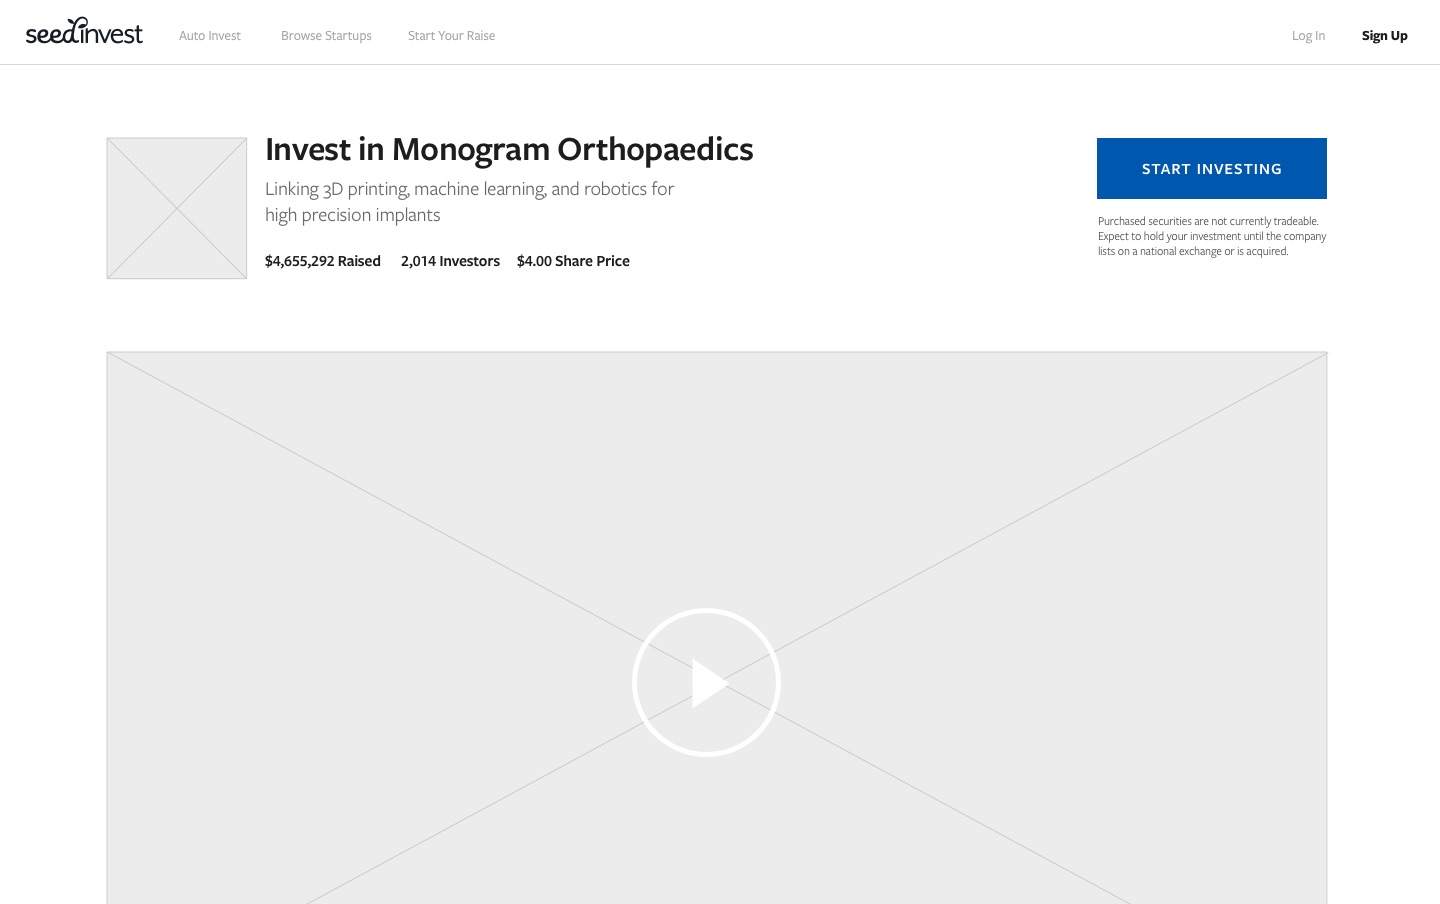 seedinvest
Auto Invest
Browse Startups
Start Your Raise
Log In
Sign Up
Invest in Monogram Orthopaedics
Linking 3D printing, machine learning, and robotics for
high precision implants
$4,655,292 Raised
2,014 Investors
$4.00 Share Price
START INVESTING
Purchased securities are not currently tradeable.
Expect to hold your investment until the company
lists on a national exchange or is acquired.